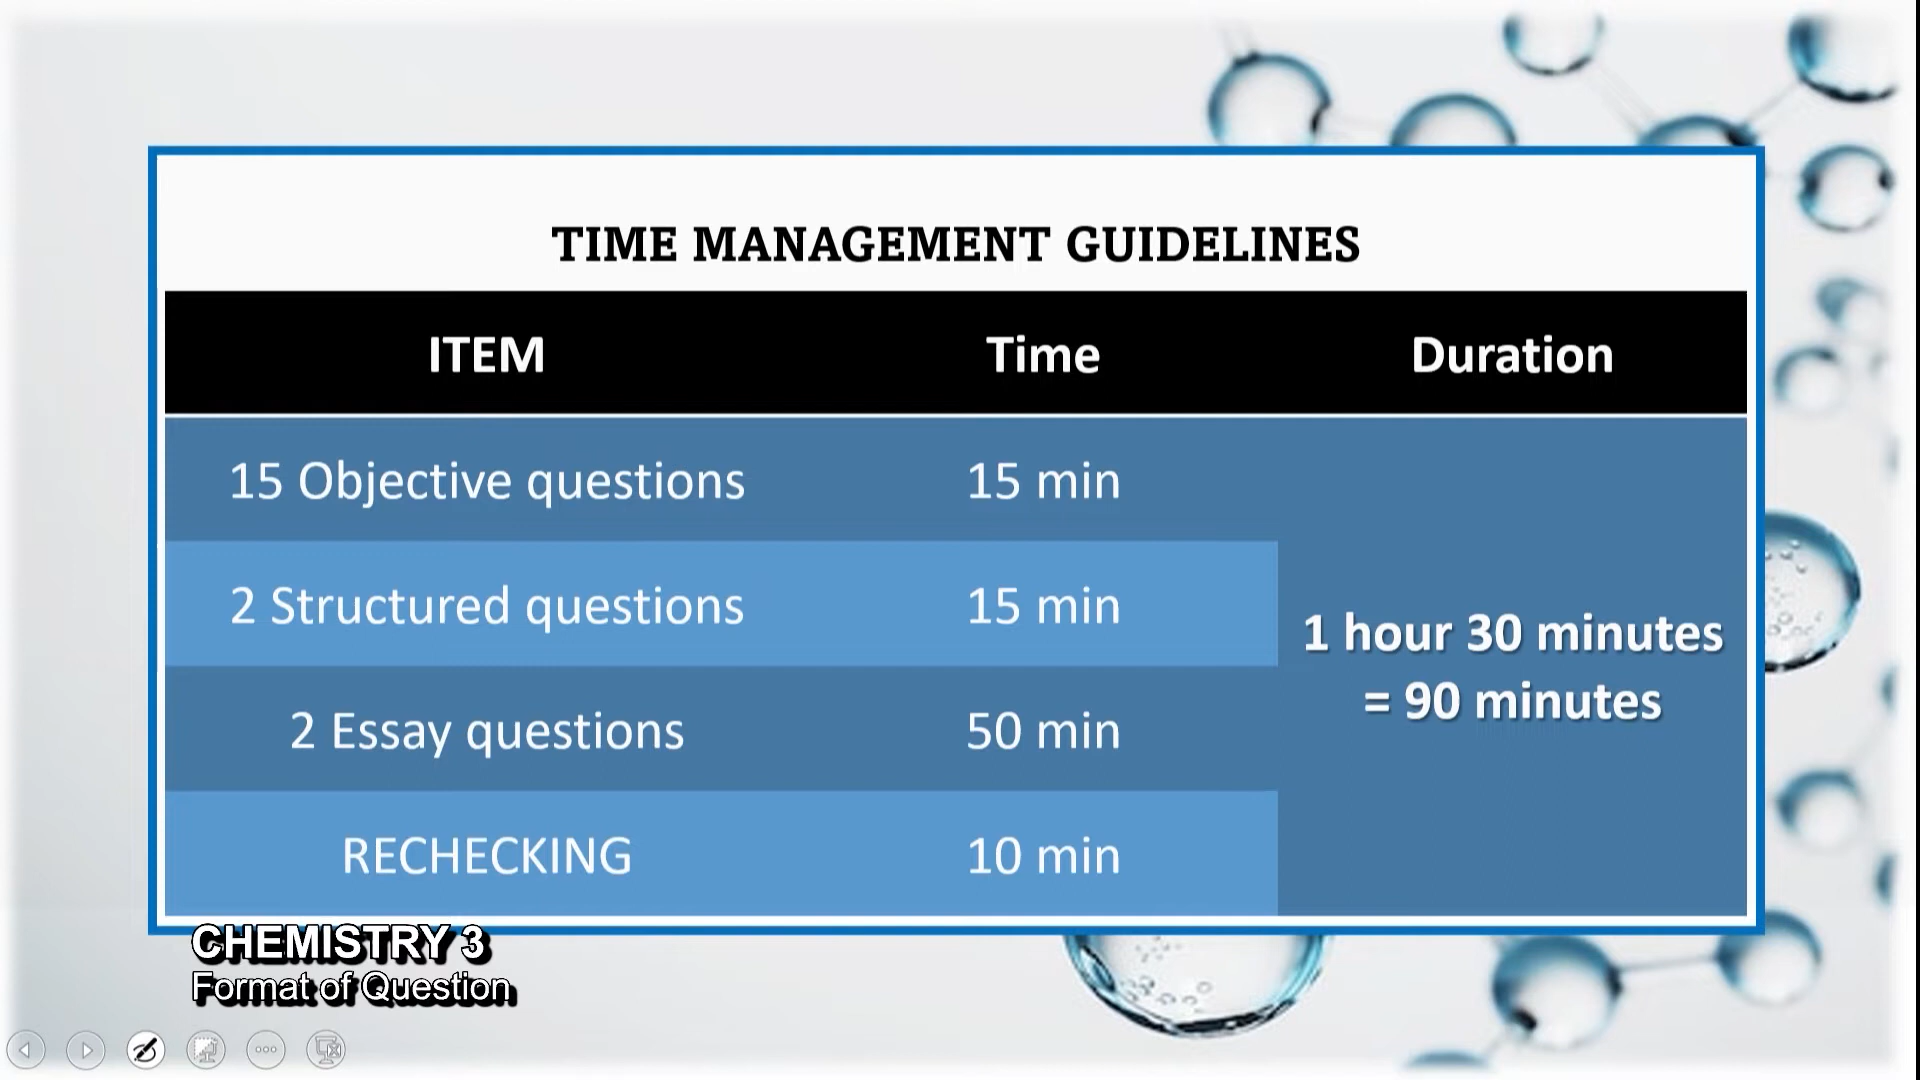 TIME MANAGEMENT GUIDELINES
ITEM Time Duration
15 Objective questions 15 min
2 Structured questions 15 min
1 hour 30 minutes
= 90 minutes
2 Essay questions 50 min
RECHECKING 10 min
CHEMISTRY 3
Format of Question